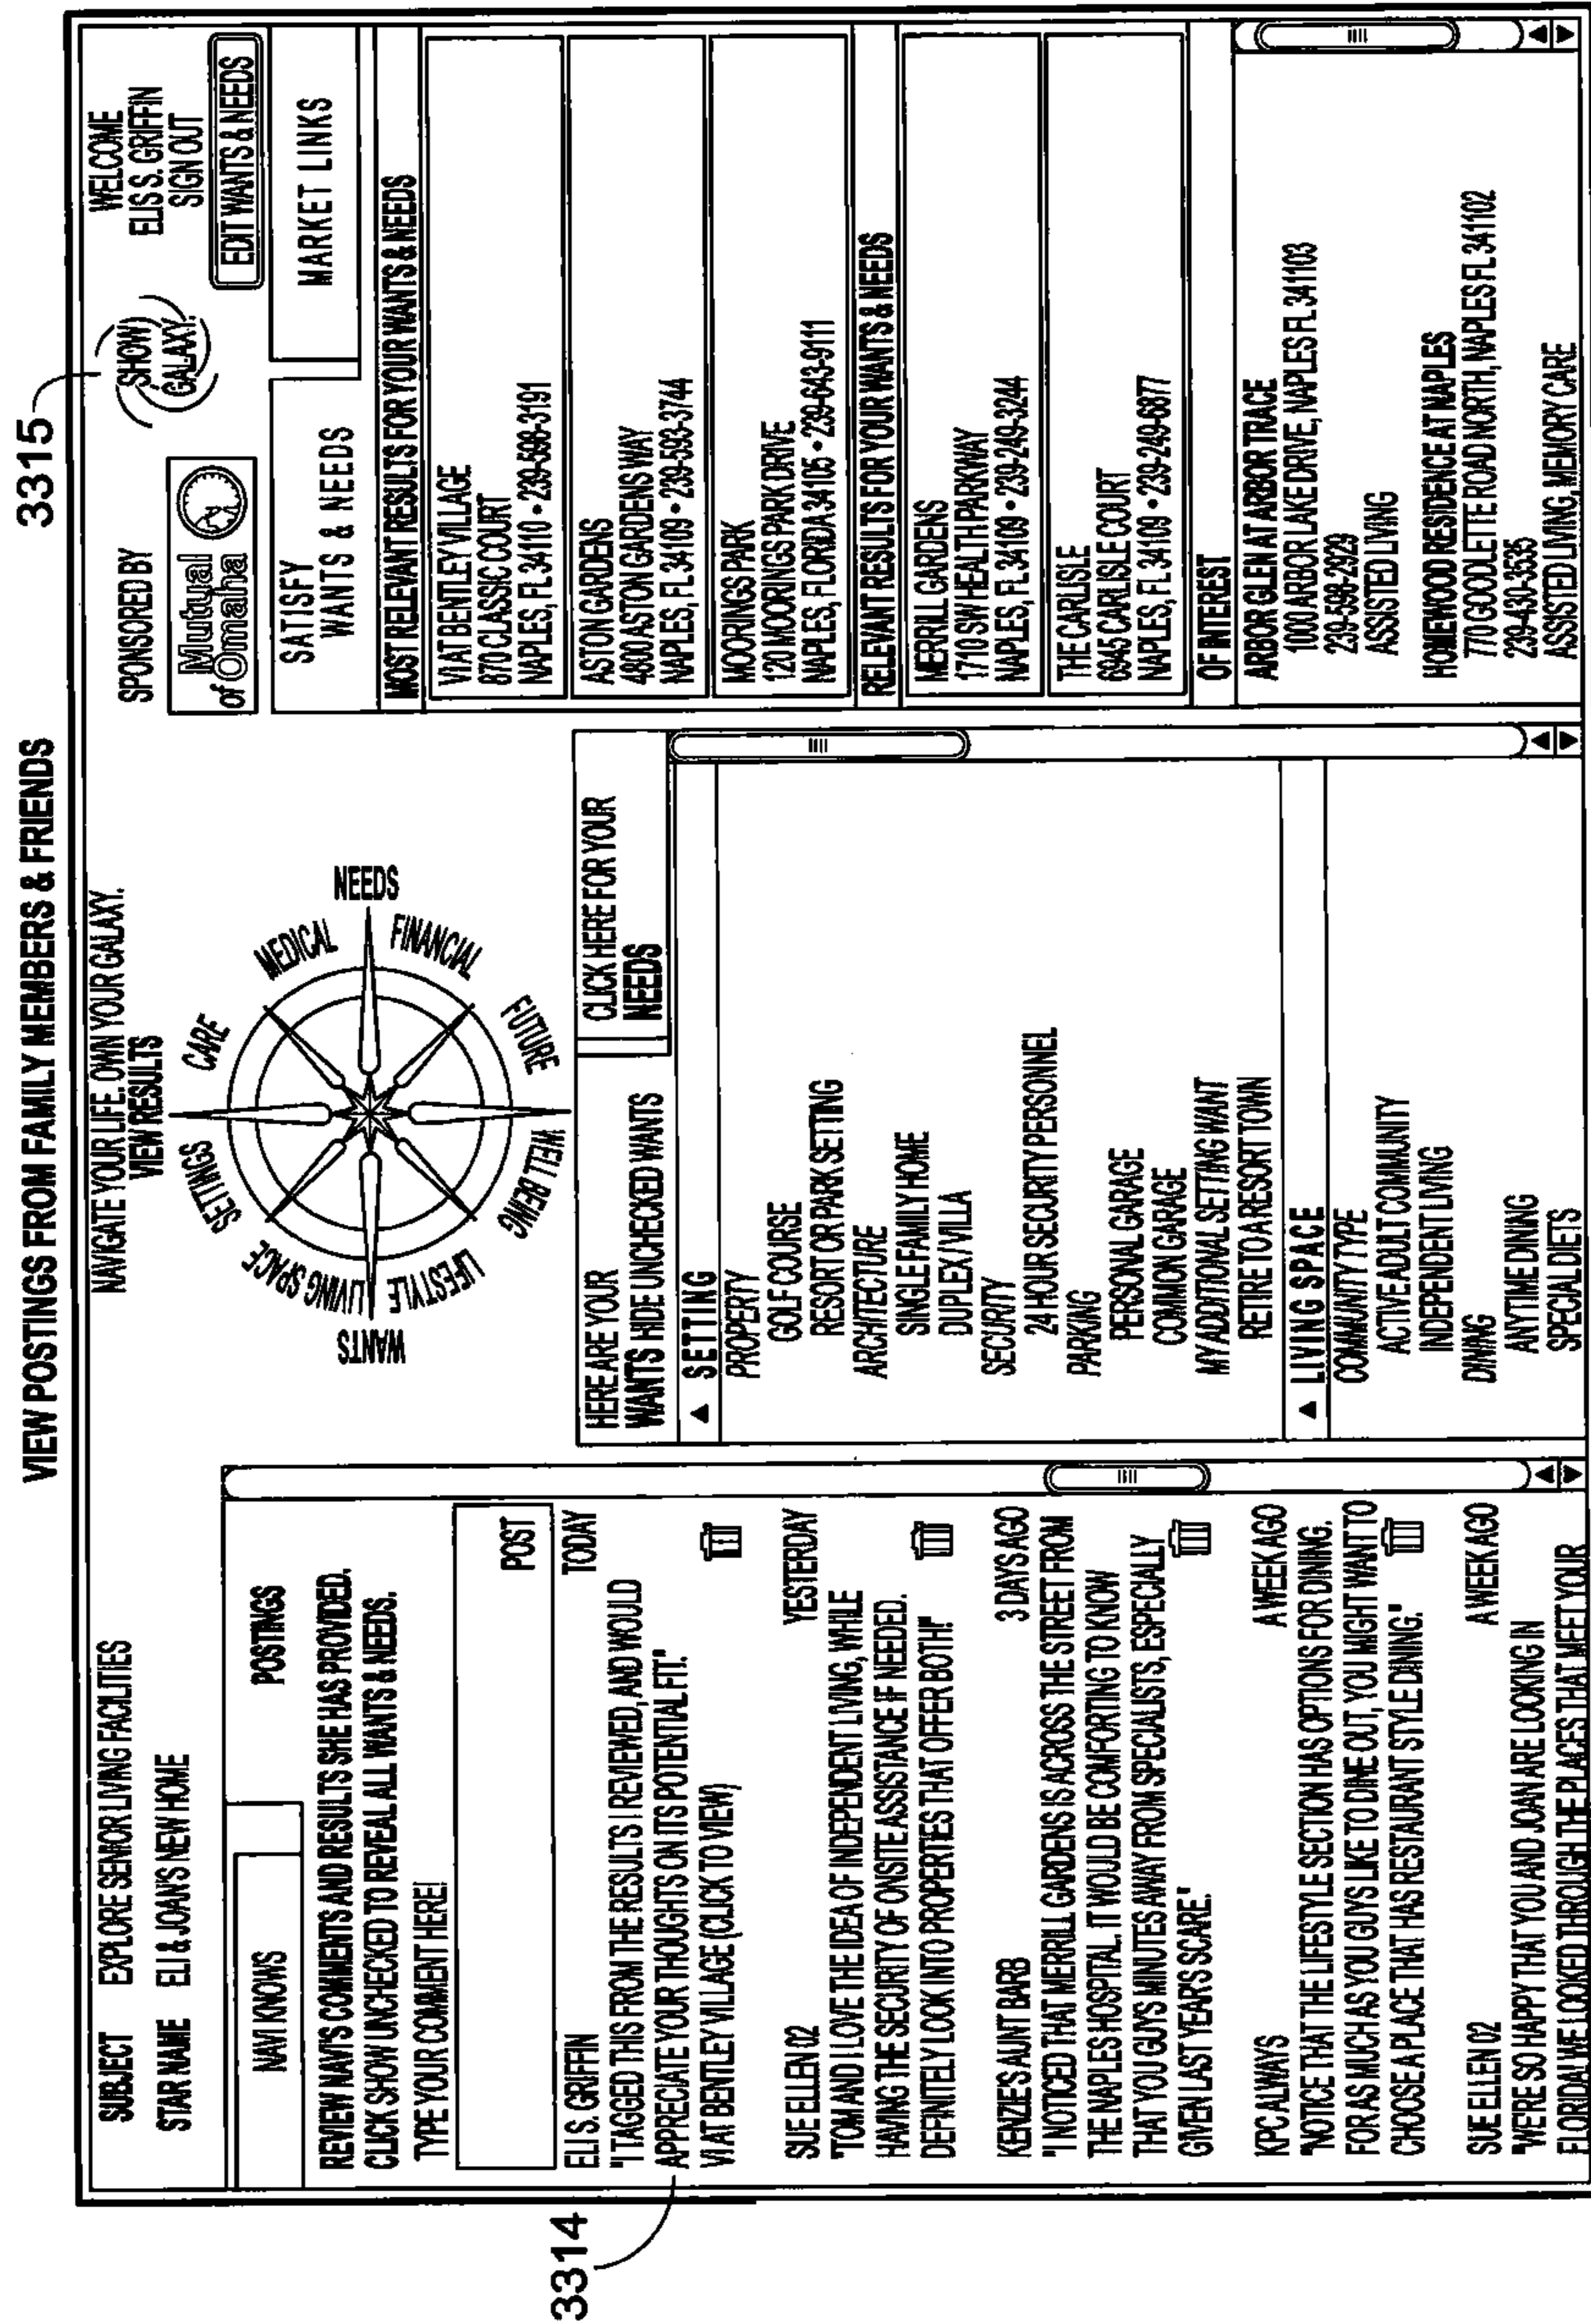 VIEW POSTINGS FROM FAMILY MEMBERS & FRIENDS
3315
3314
SUBJECT EXPLORE SENIOR LIVING FACILITIES
STAR NAME ELI & JOAN'S NEW HOME
NAVI KNOWS
POSTINGS
REVIEW NAVI'S COMMENTS AND RESULTS SHE HAS PROVIDED.
CLICK SHOW UNCHECKED TO REVEAL ALL WANTS & NEEDS.
TYPE YOUR COMMENT HERE!
POST
ELI S. GRIFFIN TODAY
"I TAGGED THIS FROM THE RESULTS I REVIEWED, AND WOULD
APPRECIATE YOUR THOUGHTS ON ITS POTENTIAL FIT."
VI AT BENTLEY VILLAGE (CLICK TO VIEW)
SUE ELLEN 02 YESTERDAY
"TOM AND I LOVE THE IDEA OF INDEPENDENT LIVING, WHILE
HAVING THE SECURITY OF ONSITE ASSISTANCE IF NEEDED.
DEFINITELY LOOK INTO PROPERTIES THAT OFFER BOTH!"
KENZIE'S AUNT BARB 3 DAYS AGO
"I NOTICED THAT MERRILL GARDENS IS ACROSS THE STREET FROM
THE NAPLES HOSPITAL. IT WOULD BE COMFORTING TO KNOW
THAT YOU GUYS MINUTES AWAY FROM SPECIALISTS, ESPECIALLY
GIVEN LAST YEAR'S SCARE."
KPC ALWAYS A WEEK AGO
"NOTICE THAT THE LIFESTYLE SECTION HAS OPTIONS FOR DINING.
FOR AS MUCH AS YOU GUYS LIKE TO DINE OUT, YOU MIGHT WANT TO
CHOOSE A PLACE THAT HAS RESTAURANT STYLE DINING."
SUE ELLEN 02 A WEEK AGO
"WE'RE SO HAPPY THAT YOU AND JOAN ARE LOOKING IN
FLORIDA! WE LOOKED THROUGH THE PLACES THAT MEET YOUR
NAVIGATE YOUR LIFE. OWN YOUR GALAXY.
VIEW RESULTS
SETTINGS
CARE
MEDICAL
NEEDS
FINANCIAL
FUTURE
WELL BEING
LIFESTYLE
WANTS
LIVING SPACE
HERE ARE YOUR
WANTS HIDE UNCHECKED WANTS
CLICK HERE FOR YOUR
NEEDS
SETTING
PROPERTY
GOLF COURSE
RESORT OR PARK SETTING
ARCHITECTURE
SINGLE FAMILY HOME
DUPLEX / VILLA
SECURITY
24 HOUR SECURITY PERSONNEL
PARKING
PERSONAL GARAGE
COMMON GARAGE
MY ADDITIONAL SETTING WANT
RETIRE TO A RESORT TOWN
LIVING SPACE
COMMUNITY TYPE
ACTIVE ADULT COMMUNITY
INDEPENDENT LIVING
DINING
ANYTIME DINING
SPECIAL DIETS
SPONSORED BY
Mutual
of Omaha
SHOW
GALAXY
WELCOME
ELIS S. GRIFFIN
SIGN OUT
EDIT WANTS & NEEDS
SATISFY
WANTS & NEEDS
MARKET LINKS
MOST RELEVANT RESULTS FOR YOUR WANTS & NEEDS
VI AT BENTLEY VILLAGE
870 CLASSIC COURT
NAPLES, FL 34110 • 239-598-3191
ASTON GARDENS
4800 ASTON GARDENS WAY
NAPLES, FL 34109 • 239-593-3744
MOORINGS PARK
120 MOORINGS PARK DRIVE
NAPLES, FLORIDA 34105 • 239-643-9111
RELEVANT RESULTS FOR YOUR WANTS & NEEDS
MERRILL GARDENS
1710 SW HEALTH PARKWAY
NAPLES, FL 34109 • 239-249-3244
THE CARLISLE
6945 CARLISLE COURT
NAPLES, FL 34109 • 239-249-6877
OF INTEREST
ARBOR GLEN AT ARBOR TRACE
1000 ARBOR LAKE DRIVE, NAPLES FL 341103
239-598-2929
ASSISTED LIVING
HOMEWOOD RESIDENCE AT NAPLES
770 GOODLETTE ROAD NORTH, NAPLES FL 341102
239-430-3535
ASSISTED LIVING, MEMORY CARE